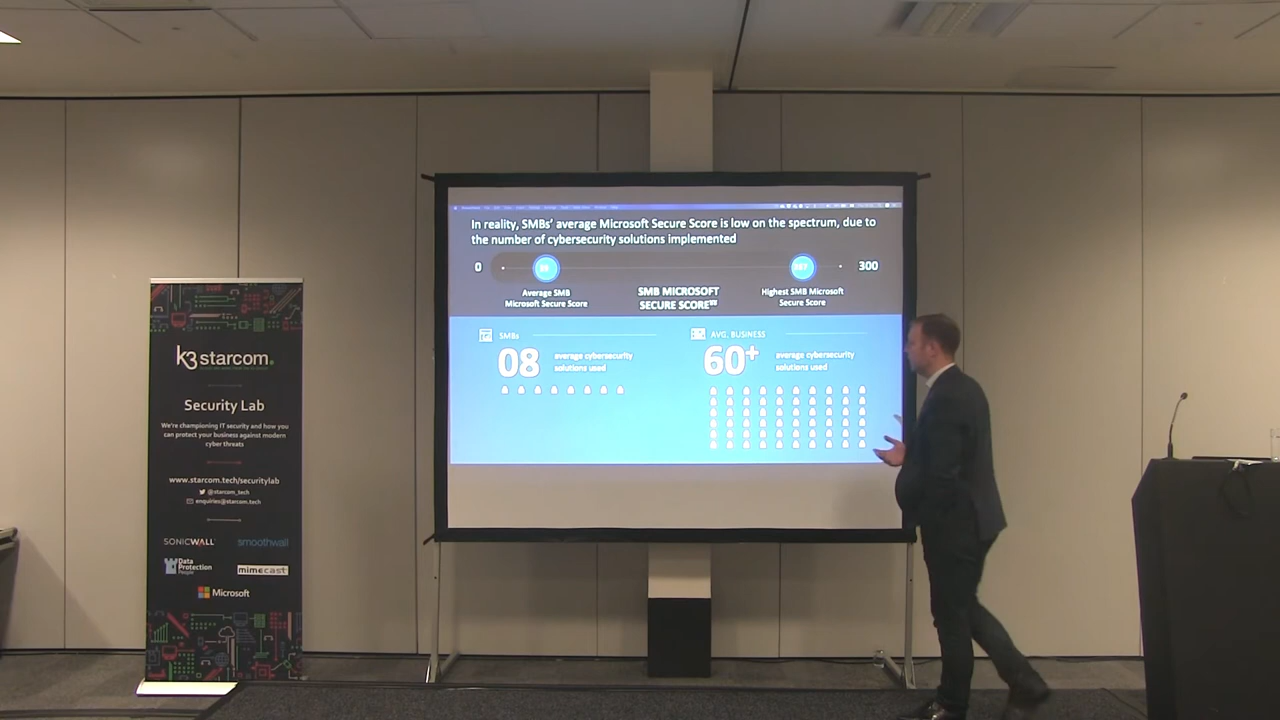 k3 starcom.
Security Lab
We're championing IT security and how you
can protect your business against modern
cyber threats
www.starcom.tech/securitylab
@starcom_tech
enquiries@starcom.tech
SONICWALL
smoothwall
Data
Protection
People
mimecast
Microsoft
In reality, SMBs' average Microsoft Secure Score is low on the spectrum, due to
the number of cybersecurity solutions implemented
0
300
Average SMB
Microsoft Secure Score
SMB MICROSOFT
SECURE SCORE
Highest SMB Microsoft
Secure Score
SMBs
08
average cybersecurity
solutions used
AVG. BUSINESS
60+
average cybersecurity
solutions used